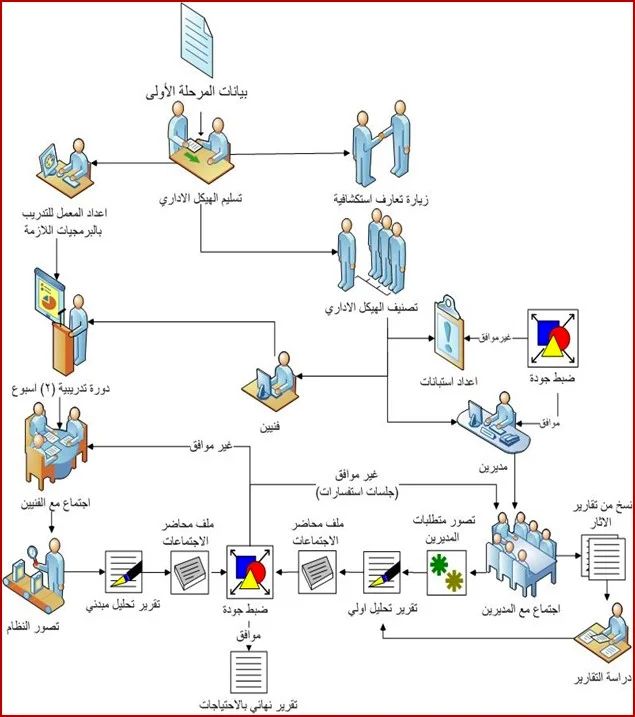 بيانات المرحلة الأولى
تسليم الهيكل الاداري
زيارة تعارف استكشافية
اعداد المعمل للتدريب
بالبرمجيات اللازمة
تصنيف الهيكل الاداري
غير موافق
ضبط جودة
اعداد استبانات
دورة تدريبية (٢) اسبوع
فنيين
موافق
مديرين
غير موافق
غير موافق
(جلسات استفسارات)
اجتماع مع الفنيين
نسخ من تقارير
الاثار
تصور متطلبات
المديرين
ملف محاضر
الاجتماعات
ملف محاضر
الاجتماعات
تصور النظام
تقرير تحليل مبدئي
ضبط جودة
تقرير تحليل اولي
اجتماع مع المديرين
موافق
دراسة التقارير
تقرير نهائي بالاحتياجات